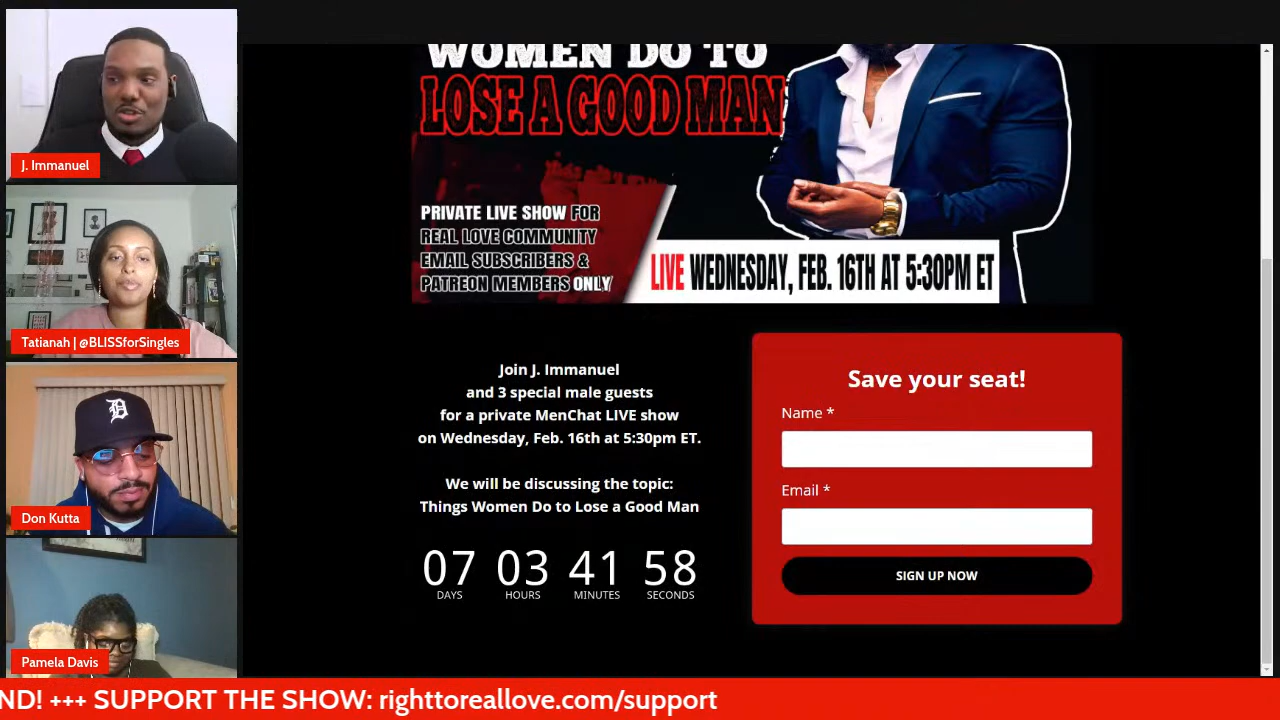 J. Immanuel
Tatianah | @BLISSforSingles
D
Don Kutta
Pamela Davis
WOMEN DO TO
LOSE A GOOD MAN
PRIVATE LIVE SHOW FOR
REAL LOVE COMMUNITY
EMAIL SUBSCRIBERS &
PATREON MEMBERS ONLY
LIVE WEDNESDAY, FEB. 16TH AT 5:30PM ET
Join J. Immanuel
and 3 special male guests
for a private MenChat LIVE show
on Wednesday, Feb. 16th at 5:30pm ET.
We will be discussing the topic:
Things Women Do to Lose a Good Man
07 03 41 58
DAYS HOURS MINUTES SECONDS
Save your seat!
Name *
Email *
SIGN UP NOW
ND! +++ SUPPORT THE SHOW: righttoreallove.com/support